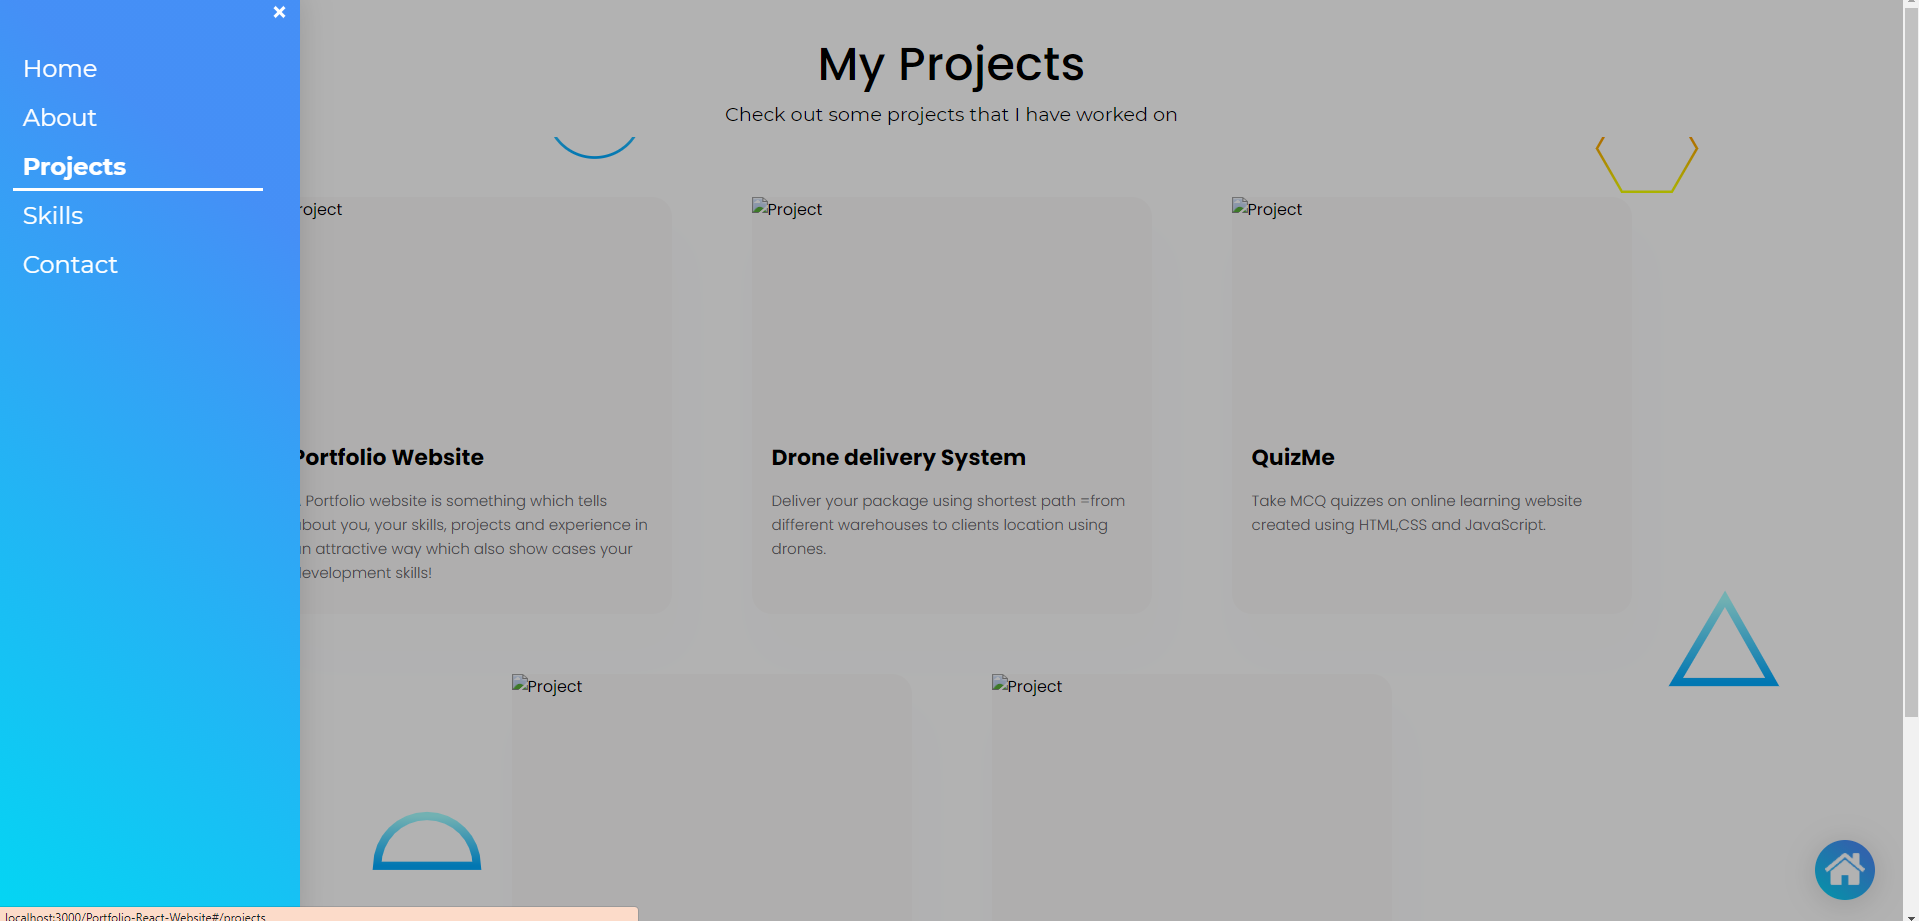 ×
Home
About
Projects
Skills
Contact
My Projects
Check out some projects that I have worked on
roject
Project
Project
Portfolio Website
Portfolio website is something which tells
bout you, your skills, projects and experience in
n attractive way which also show cases your
evelopment skills!
Drone delivery System
Deliver your package using shortest path =from
different warehouses to clients location using
drones.
QuizMe
Take MCQ quizzes on online learning website
created using HTML,CSS and JavaScript.
Project
Project
localhost:3000/Portfolio-React-Website#/projects